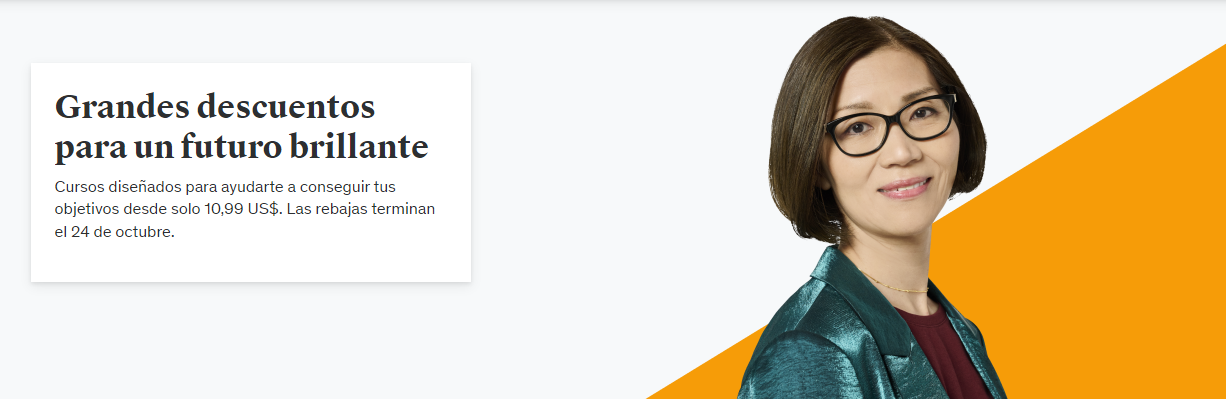 Grandes descuentos
para un futuro brillante
Cursos diseñados para ayudarte a conseguir tus
objetivos desde solo 10,99 US$. Las rebajas terminan
el 24 de octubre.